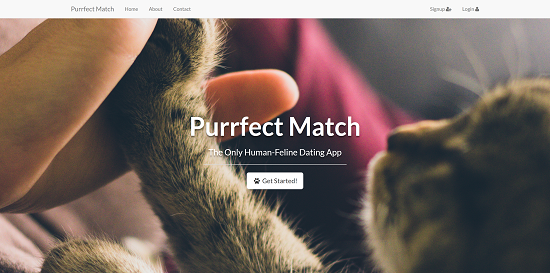 Purrfect Match Home About Contact Signup Login
Purrfect Match
The Only Human-Feline Dating App
Get Started!